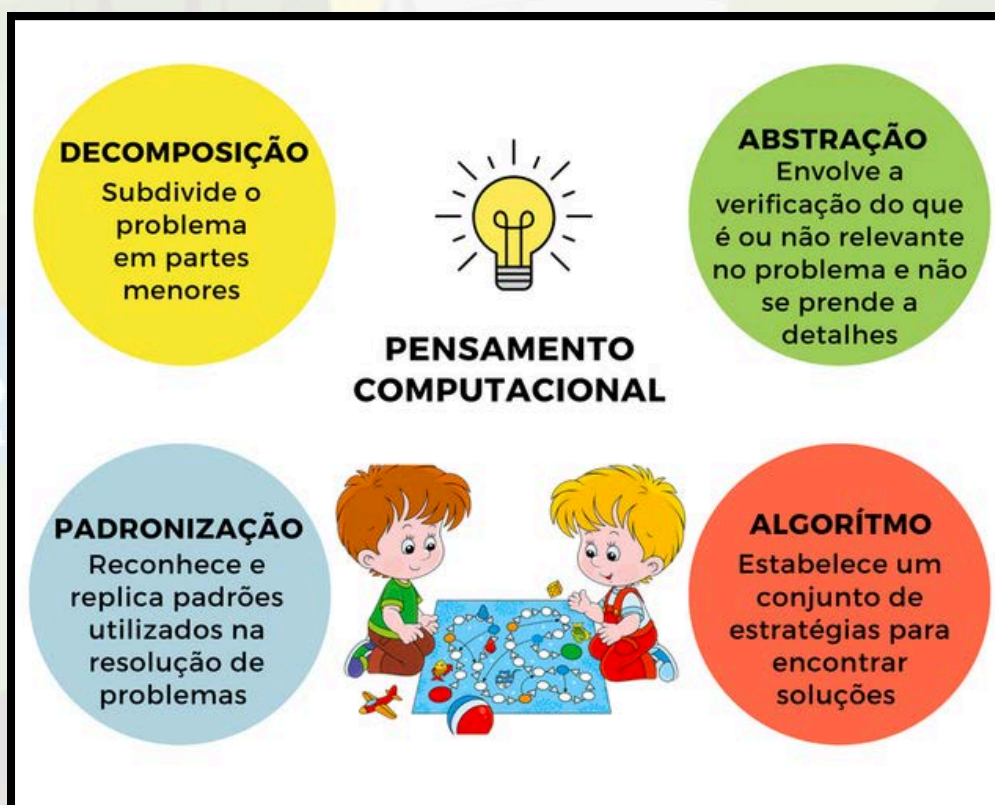 DECOMPOSIÇÃO
Subdivide o
problema
em partes
menores
ABSTRAÇÃO
Envolve a
verificação do que
é ou não relevante
no problema e não
se prende a
detalhes
PENSAMENTO
COMPUTACIONAL
PADRONIZAÇÃO
Reconhece e
replica padrões
utilizados na
resolução de
problemas
ALGORÍTMO
Estabelece um
conjunto de
estratégias para
encontrar
soluções